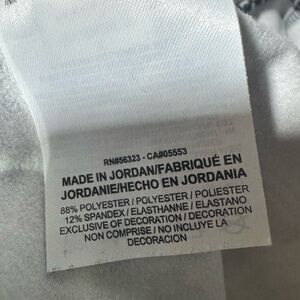 RN#56323 - CA#05553
MADE IN JORDAN/FABRIQUÉ EN
JORDANIE/HECHO EN JORDANIA
88% POLYESTER / POLYESTER / POLIESTER
12% SPANDEX / ELASTHANNE / ELASTANO
EXCLUSIVE OF DECORATION / DECORATION
NON COMPRISE / NO INCLUYE LA
DECORACION